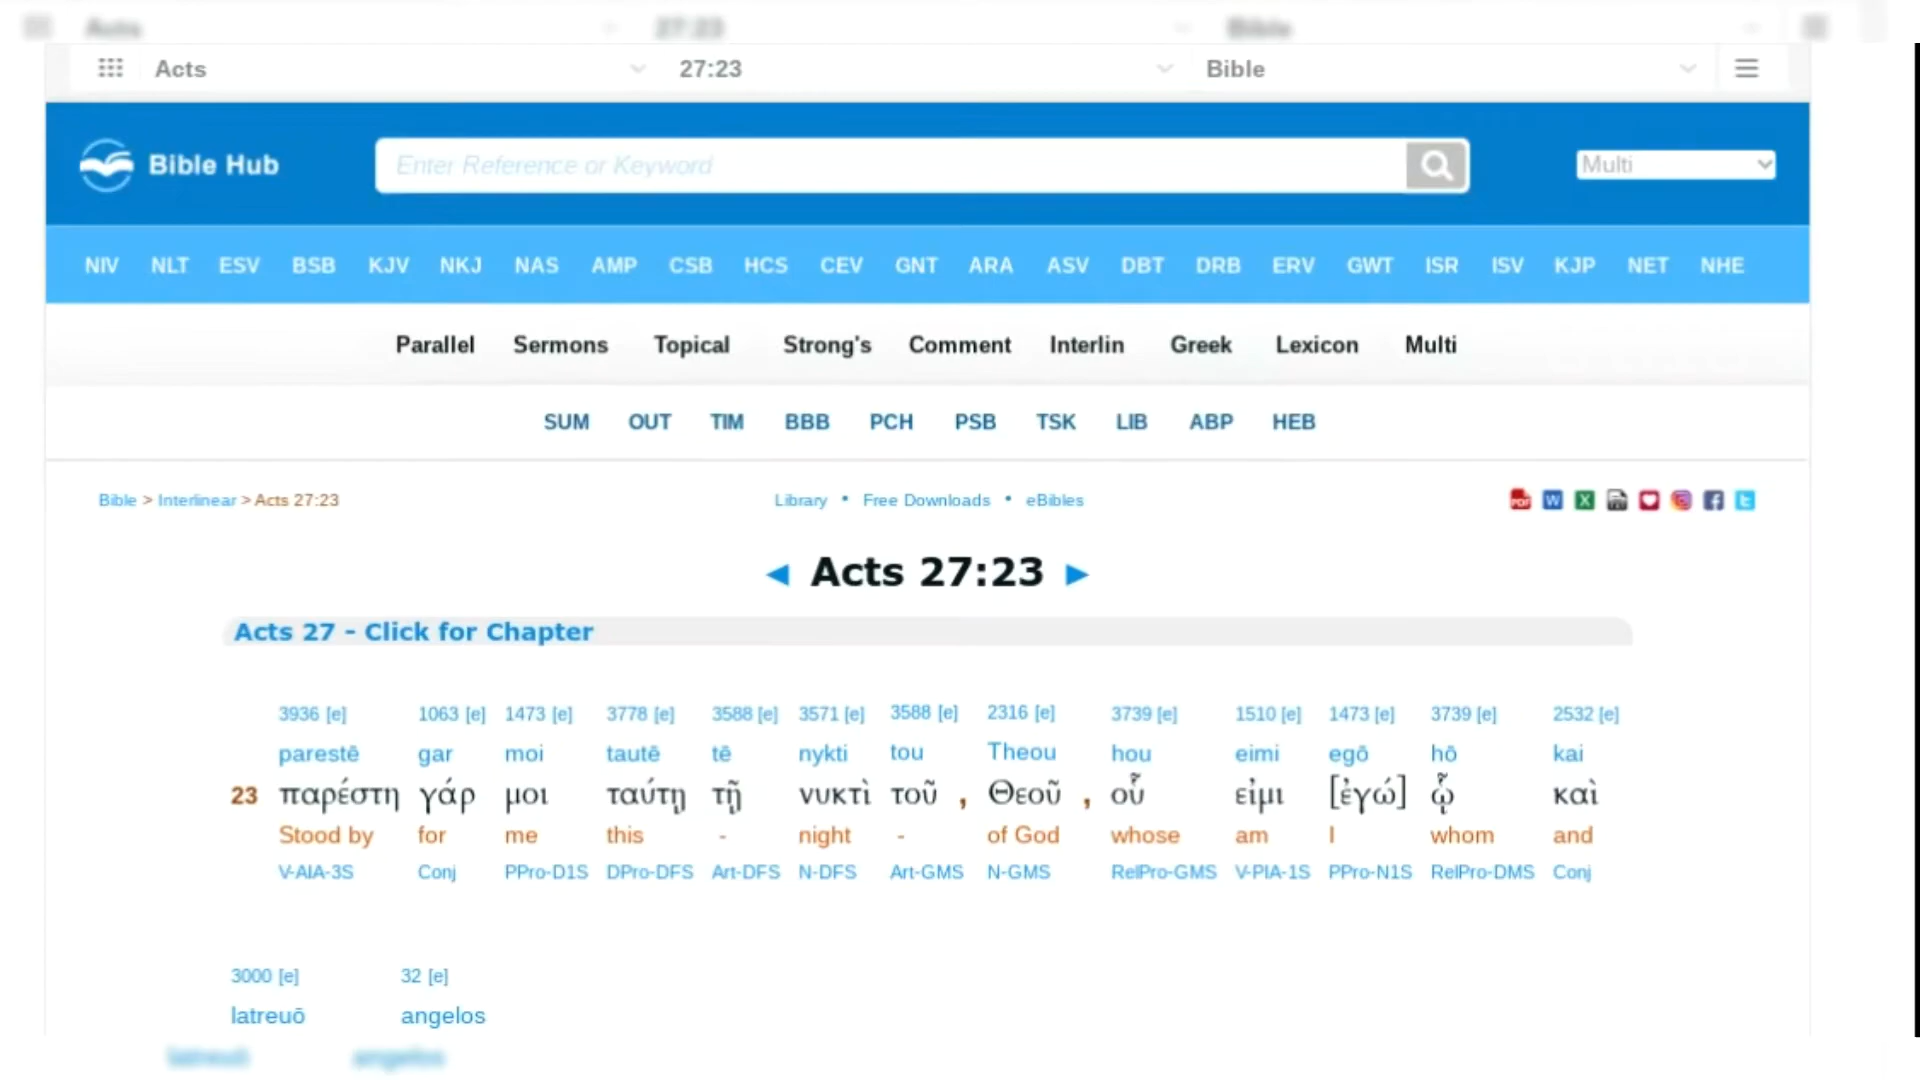 Acts 27:23 Bible
Acts 27:23 Bible
Bible Hub Enter Reference or Keyword Multi
NIV NLT ESV BSB KJV NKJ NAS AMP CSB HCS CEV GNT ARA ASV DBT DRB ERV GWT ISR ISV KJP NET NHE
Parallel Sermons Topical Strong's Comment Interlin Greek Lexicon Multi
SUM OUT TIM BBB PCH PSB TSK LIB ABP HEB
Bible > Interlinear > Acts 27:23 Library • Free Downloads • eBibles
◄ Acts 27:23 ►
Acts 27 - Click for Chapter
3936 [e] 1063 [e] 1473 [e] 3778 [e] 3588 [e] 3571 [e] 3588 [e] 2316 [e] 3739 [e] 1510 [e] 1473 [e] 3739 [e] 2532 [e]
parestē gar moi tautē tē nykti tou Theou hou eimi egō hō kai
23 παρέστη γάρ μοι ταύτῃ τῇ νυκτὶ τοῦ , Θεοῦ , οὗ εἰμι [ἐγώ] ᾧ καὶ
Stood by for me this - night - of God whose am I whom and
V-AIA-3S Conj PPro-D1S DPro-DFS Art-DFS N-DFS Art-GMS N-GMS RelPro-GMS V-PIA-1S PPro-N1S RelPro-DMS Conj
3000 [e] 32 [e]
latreuō angelos
latreuō angelos